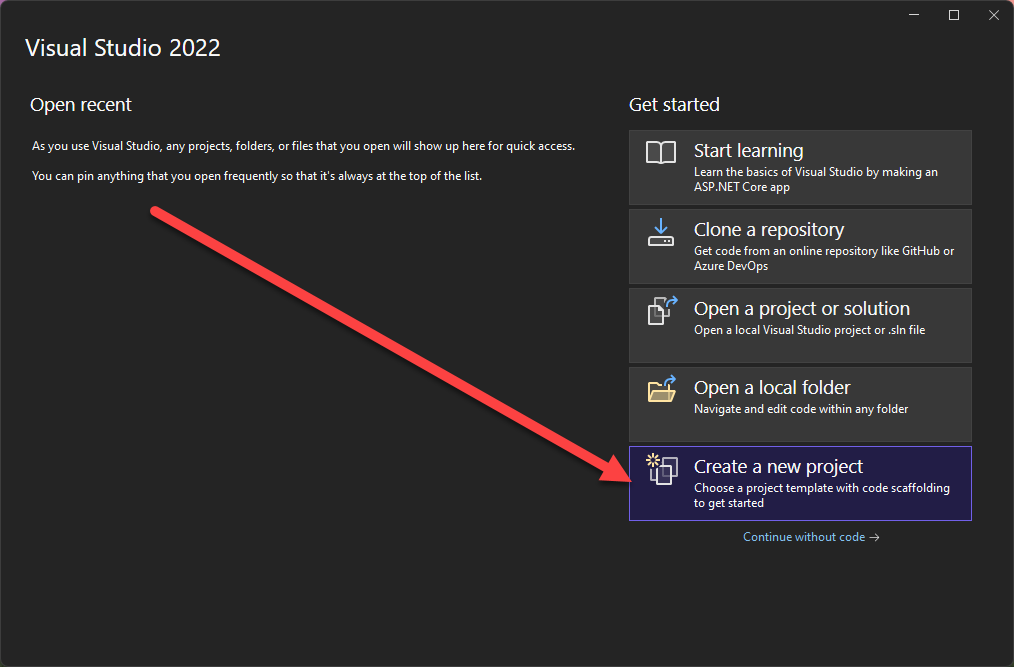 Visual Studio 2022
Open recent
As you use Visual Studio, any projects, folders, or files that you open will show up here for quick access.
You can pin anything that you open frequently so that it's always at the top of the list.
Get started
Start learning
Learn the basics of Visual Studio by making an
ASP.NET Core app
Clone a repository
Get code from an online repository like GitHub or
Azure DevOps
Open a project or solution
Open a local Visual Studio project or .sln file
Open a local folder
Navigate and edit code within any folder
Create a new project
Choose a project template with code scaffolding
to get started
Continue without code →